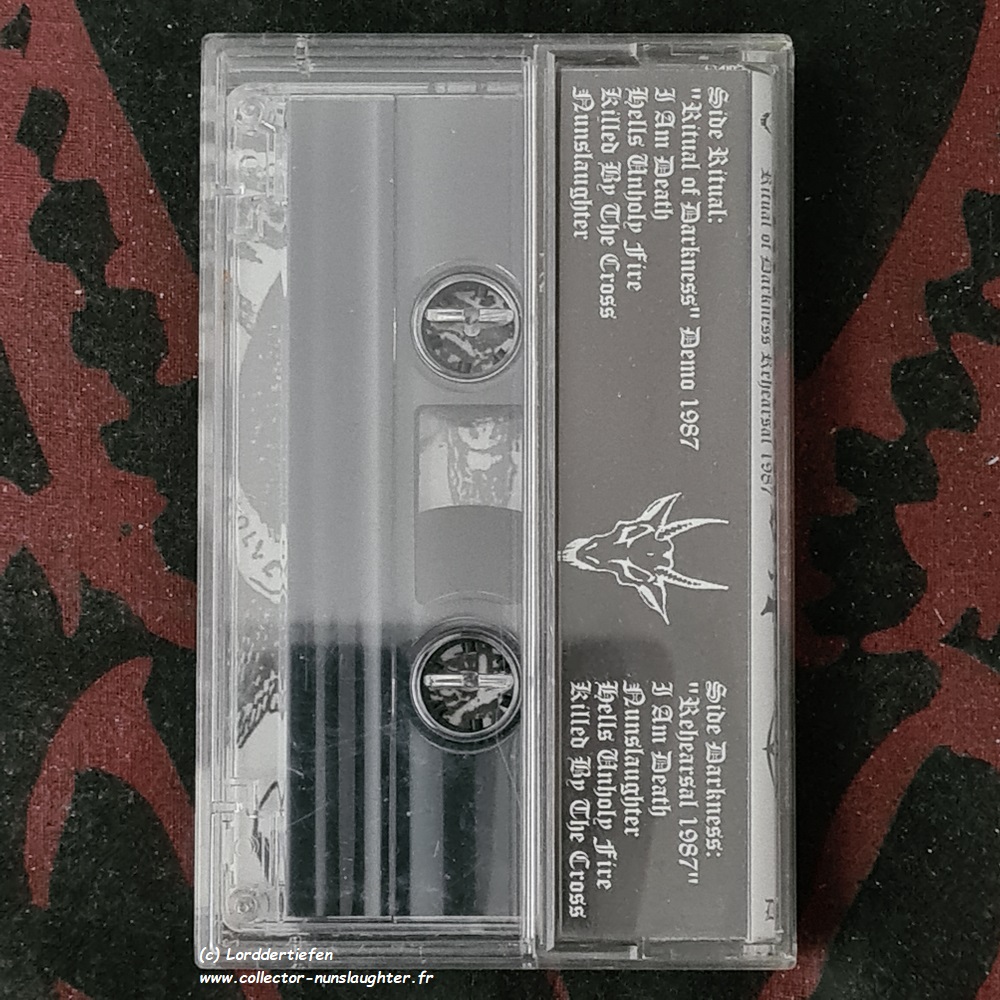 Side Ritual:
"Ritual of Darkness" Demo 1987
I Am Death
Hells Unholy Fire
Killed By The Cross
Nunslaughter
Side Darkness:
"Rehearsal 1987"
I Am Death
Nunslaughter
Hells Unholy Fire
Killed By The Cross
Ritual of Darkness Rehearsal 1987
(c) Lorddertiefen
www.collector-nunslaughter.fr